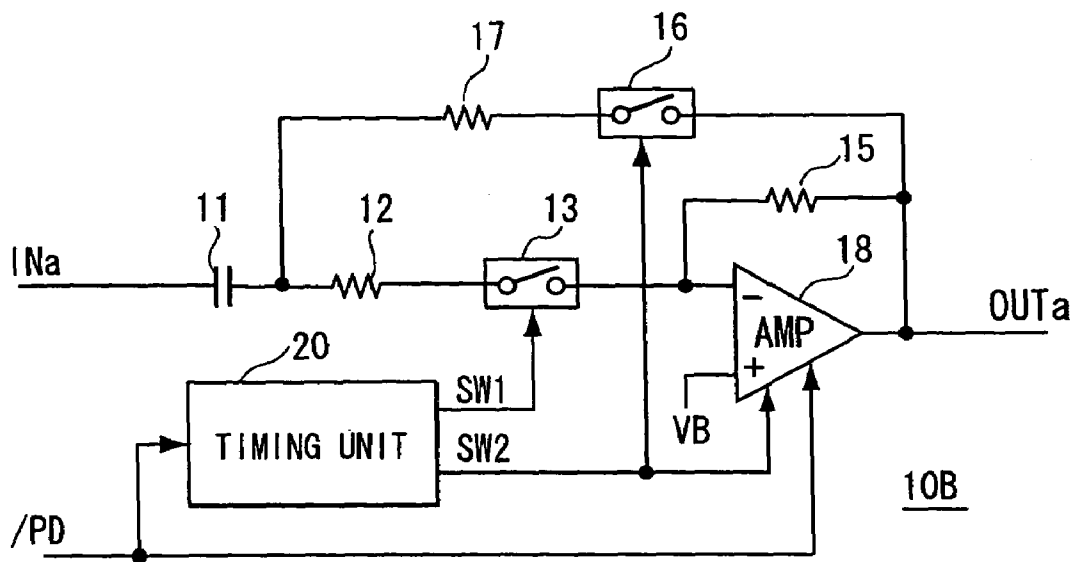 17
16
15
11
12
13
INa
18
AMP
OUTa
20
SW1
TIMING UNIT
SW2
VB
10B
/PD